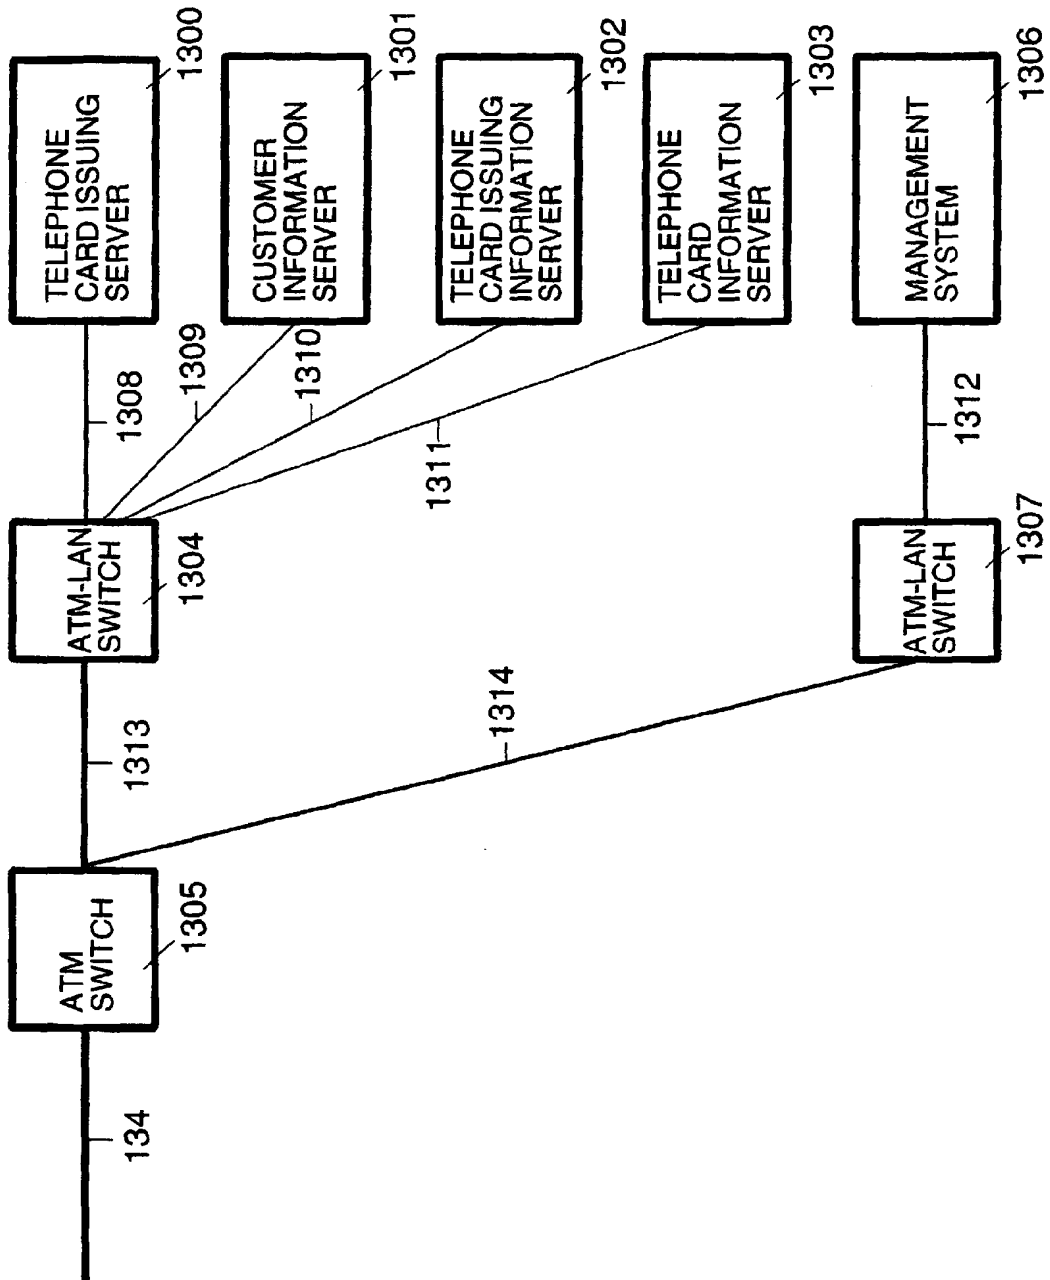 TELEPHONE
CARD ISSUING
SERVER
1300
CUSTOMER
INFORMATION
SERVER
1301
TELEPHONE
CARD ISSUING
INFORMATION
SERVER
1302
TELEPHONE
CARD
INFORMATION
SERVER
1303
MANAGEMENT
SYSTEM
1306
1308
1309
1310
1311
1312
ATM-LAN
SWITCH
1304
ATM-LAN
SWITCH
1307
1313
1314
ATM
SWITCH
1305
134